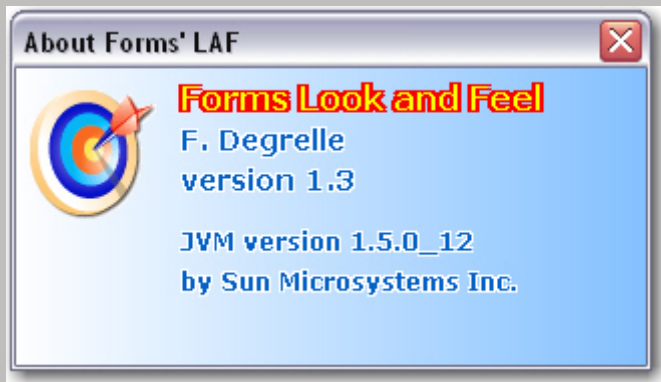 About Forms' LAF
Forms Look and Feel
F. Degrelle
version 1.3
JVM version 1.5.0_12
by Sun Microsystems Inc.